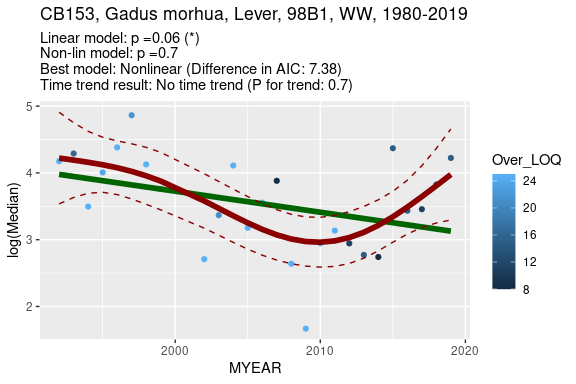 CB153, Gadus morhua, Lever, 98B1, WW, 1980-2019
Linear model: p =0.06 (*)
Non-lin model: p =0.7
Best model: Nonlinear (Difference in AIC: 7.38)
Time trend result: No time trend (P for trend: 0.7)
5
4
3
2
log(Median)
2000
2010
2020
MYEAR
Over_LOQ
24
20
16
12
8